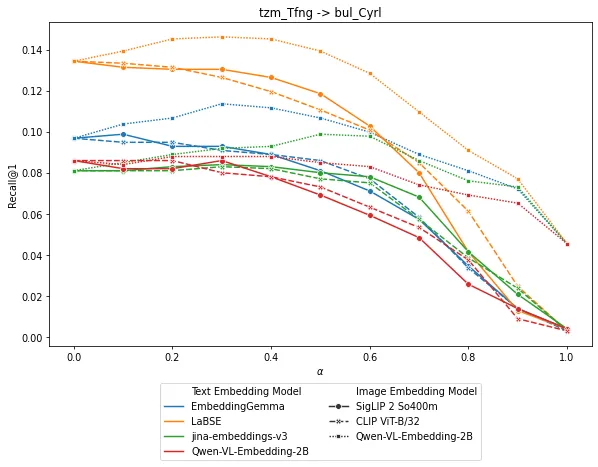 tzm_Tfng -> bul_Cyrl
Recall@1
0.14
0.12
0.10
0.08
0.06
0.04
0.02
0.00
0.0 0.2 0.4 0.6 0.8 1.0
α
Text Embedding Model Image Embedding Model
EmbeddingGemma SigLIP 2 So400m
LaBSE CLIP ViT-B/32
jina-embeddings-v3 Qwen-VL-Embedding-2B
Qwen-VL-Embedding-2B